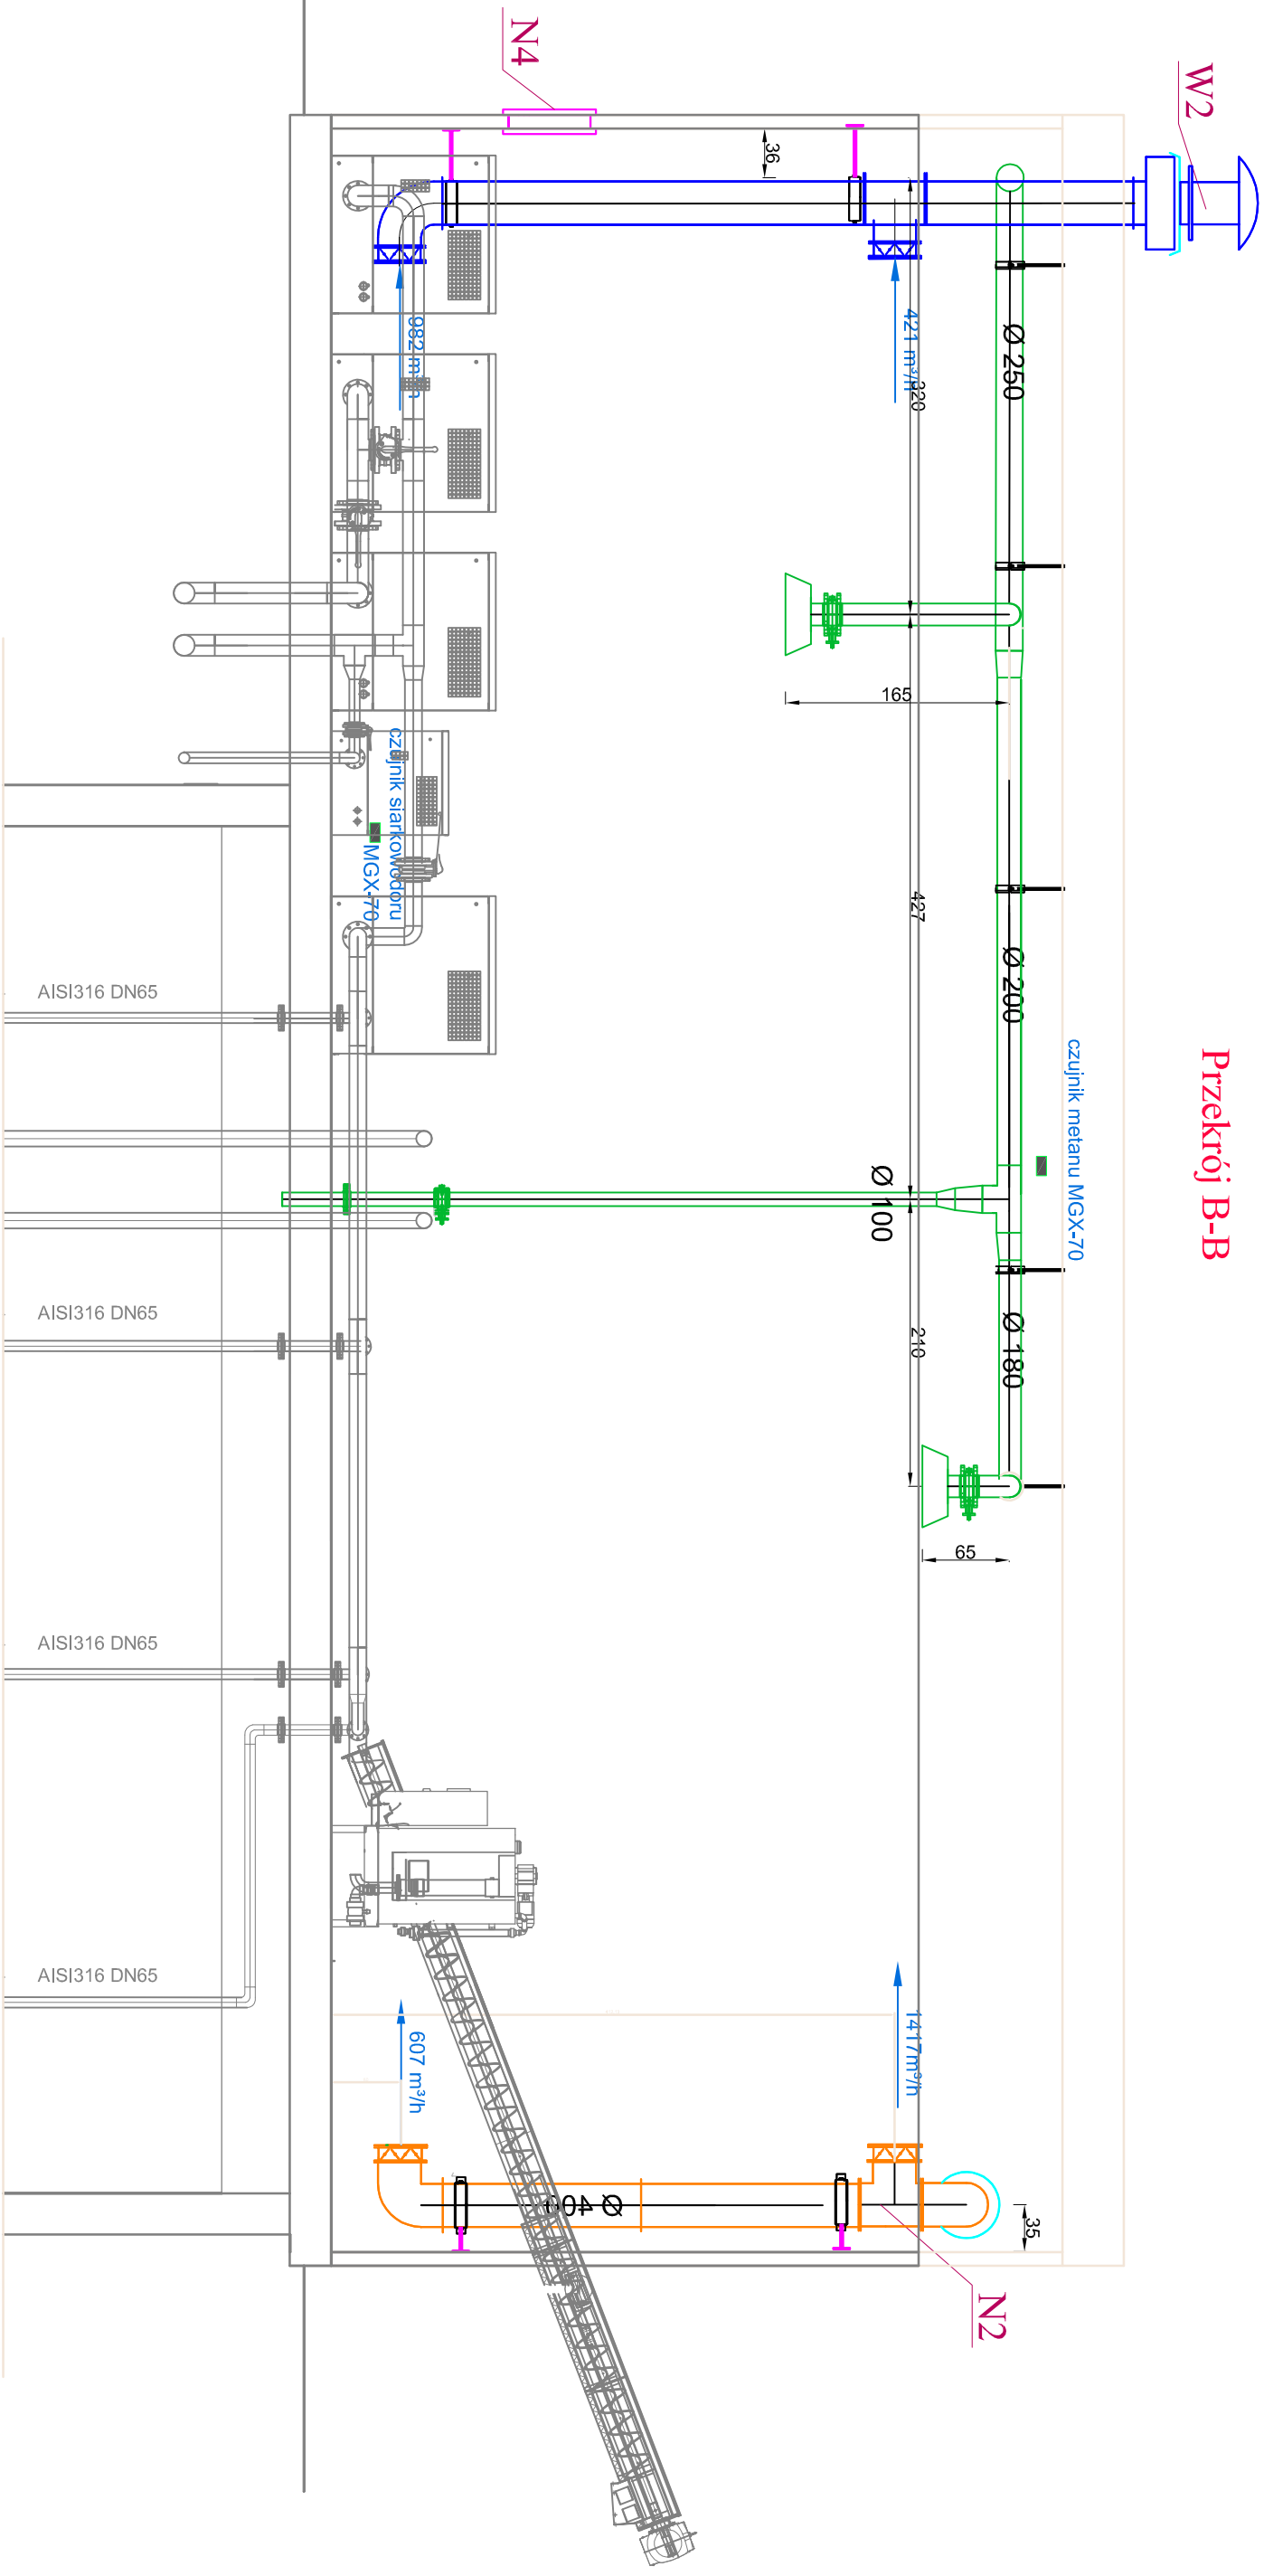 Przekrój B-B
W2
N4
36
Ø 250
421 m³/h
320
982 m³/h
165
czujnik siarkowodoru
MGX-70
427
Ø 200
czujnik metanu MGX-70
Ø 100
210
Ø 180
65
AISI316 DN65
AISI316 DN65
AISI316 DN65
AISI316 DN65
1417m³/h
607 m³/h
Ø 400
35
N2